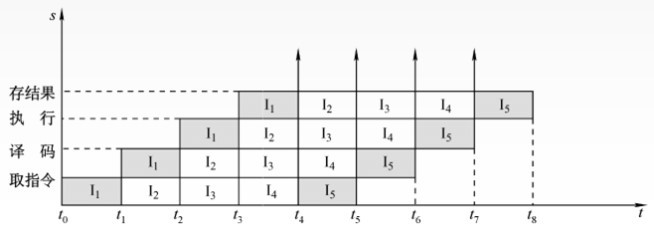 s
存结果 I₁ I₂ I₃ I₄ I₅
执 行 I₁ I₂ I₃ I₄ I₅
译 码 I₁ I₂ I₃ I₄ I₅
取指令 I₁ I₂ I₃ I₄ I₅
t₀ t₁ t₂ t₃ t₄ t₅ t₆ t₇ t₈ t